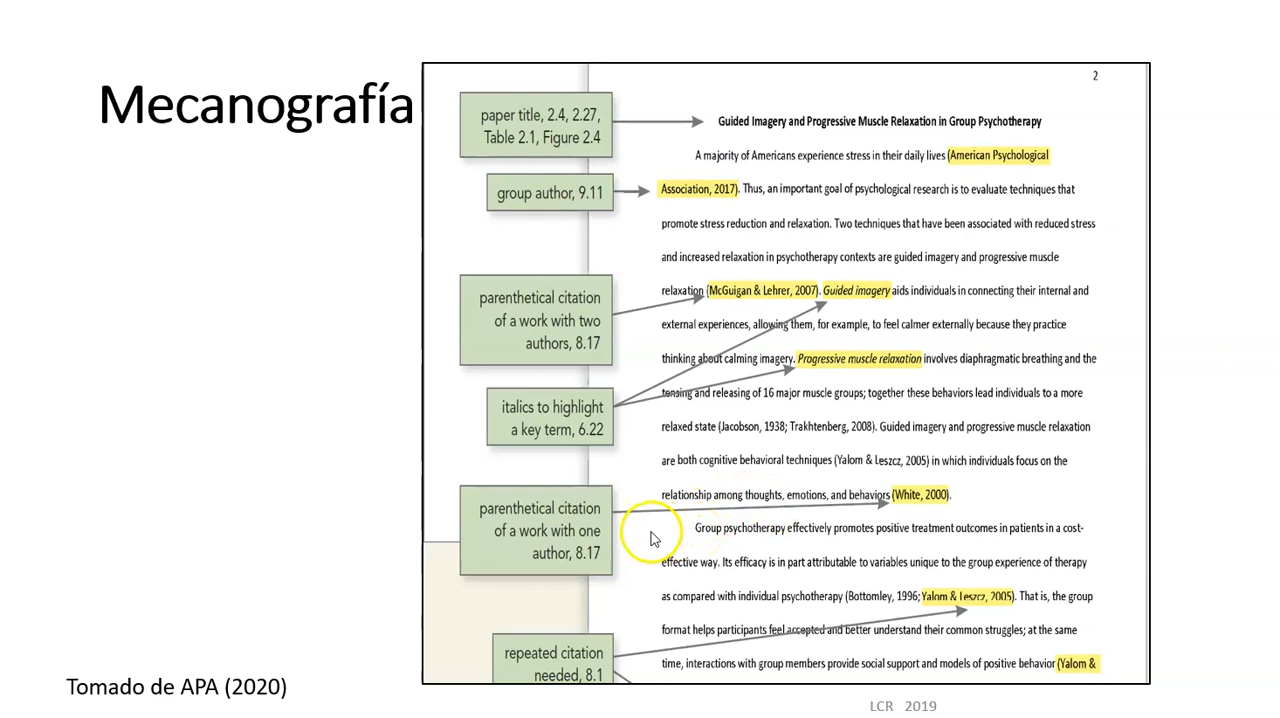 Mecanografía
2
paper title, 2.4, 2.27,
Table 2.1, Figure 2.4
group author, 9.11
parenthetical citation
of a work with two
authors, 8.17
italics to highlight
a key term, 6.22
parenthetical citation
of a work with one
author, 8.17
repeated citation
needed, 8.1
Guided Imagery and Progressive Muscle Relaxation in Group Psychotherapy
A majority of Americans experience stress in their daily lives (American Psychological
Association, 2017). Thus, an important goal of psychological research is to evaluate techniques that
promote stress reduction and relaxation. Two techniques that have been associated with reduced stress
and increased relaxation in psychotherapy contexts are guided imagery and progressive muscle
relaxation (McGuigan & Lehrer, 2007). Guided imagery aids individuals in connecting their internal and
external experiences, allowing them, for example, to feel calmer externally because they practice
thinking about calming imagery. Progressive muscle relaxation involves diaphragmatic breathing and the
tensing and releasing of 16 major muscle groups; together these behaviors lead individuals to a more
relaxed state (Jacobson, 1938; Trakhtenberg, 2008). Guided imagery and progressive muscle relaxation
are both cognitive behavioral techniques (Yalom & Leszcz, 2005) in which individuals focus on the
relationship among thoughts, emotions, and behaviors (White, 2000).
Group psychotherapy effectively promotes positive treatment outcomes in patients in a cost-
effective way. Its efficacy is in part attributable to variables unique to the group experience of therapy
as compared with individual psychotherapy (Bottomley, 1996; Yalom & Leszcz, 2005). That is, the group
format helps participants feel accepted and better understand their common struggles; at the same
time, interactions with group members provide social support and models of positive behavior (Yalom &
Tomado de APA (2020)
LCR 2019